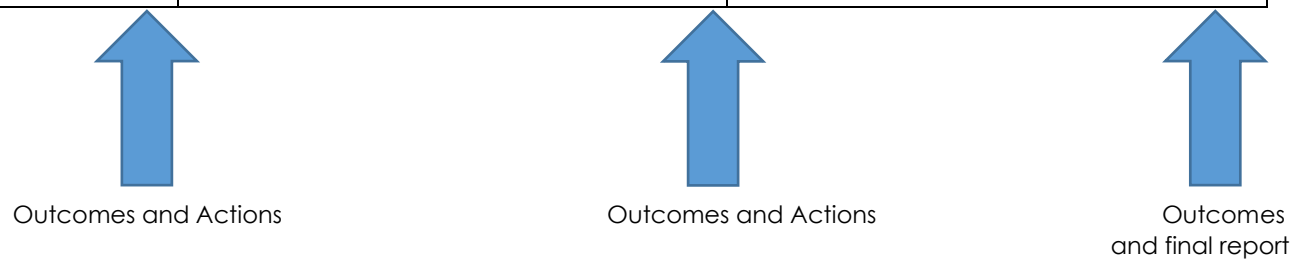 Outcomes and Actions
Outcomes and Actions
Outcomes
and final report